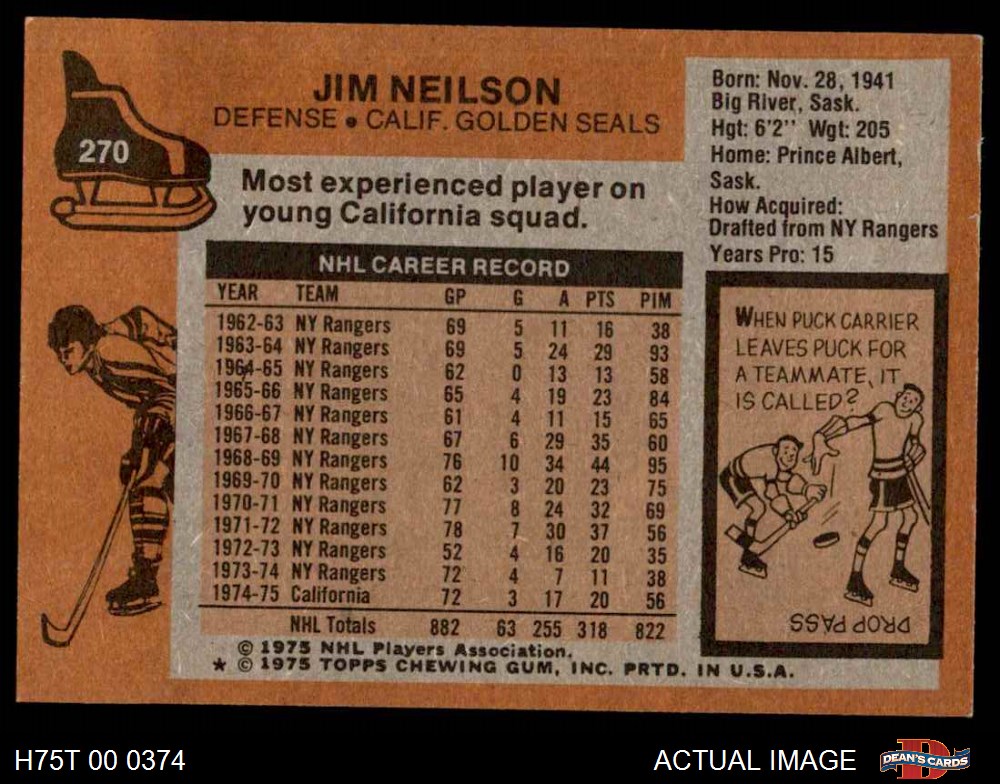 270
JIM NEILSON
DEFENSE • CALIF. GOLDEN SEALS
Most experienced player on
young California squad.
Born: Nov. 28, 1941
Big River, Sask.
Hgt: 6'2" Wgt: 205
Home: Prince Albert,
Sask.
How Acquired:
Drafted from NY Rangers
Years Pro: 15
NHL CAREER RECORD
YEAR TEAM GP G A PTS PIM
1962-63 NY Rangers 69 5 11 16 38
1963-64 NY Rangers 69 5 24 29 93
1964-65 NY Rangers 62 0 13 13 58
1965-66 NY Rangers 65 4 19 23 84
1966-67 NY Rangers 61 4 11 15 65
1967-68 NY Rangers 67 6 29 35 60
1968-69 NY Rangers 76 10 34 44 95
1969-70 NY Rangers 62 3 20 23 75
1970-71 NY Rangers 77 8 24 32 69
1971-72 NY Rangers 78 7 30 37 56
1972-73 NY Rangers 52 4 16 20 35
1973-74 NY Rangers 72 4 7 11 38
1974-75 California 72 3 17 20 56
NHL Totals 882 63 255 318 822
© 1975 NHL Players Association.
★ © 1975 TOPPS CHEWING GUM, INC. PRTD. IN U.S.A.
WHEN PUCK CARRIER
LEAVES PUCK FOR
A TEAMMATE, IT
IS CALLED?
DROP PASS
H75T 00 0374
ACTUAL IMAGE
D
DEAN'S CARDS